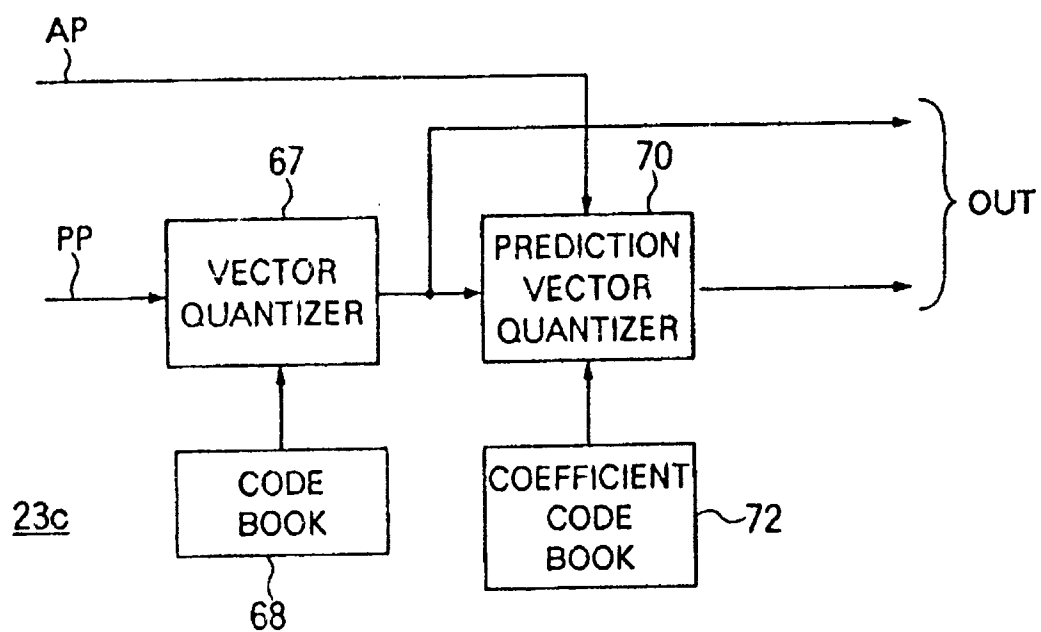 AP
67
70
OUT
PP
VECTOR
QUANTIZER
PREDICTION
VECTOR
QUANTIZER
CODE
BOOK
COEFFICIENT
CODE
BOOK
23c
72
68